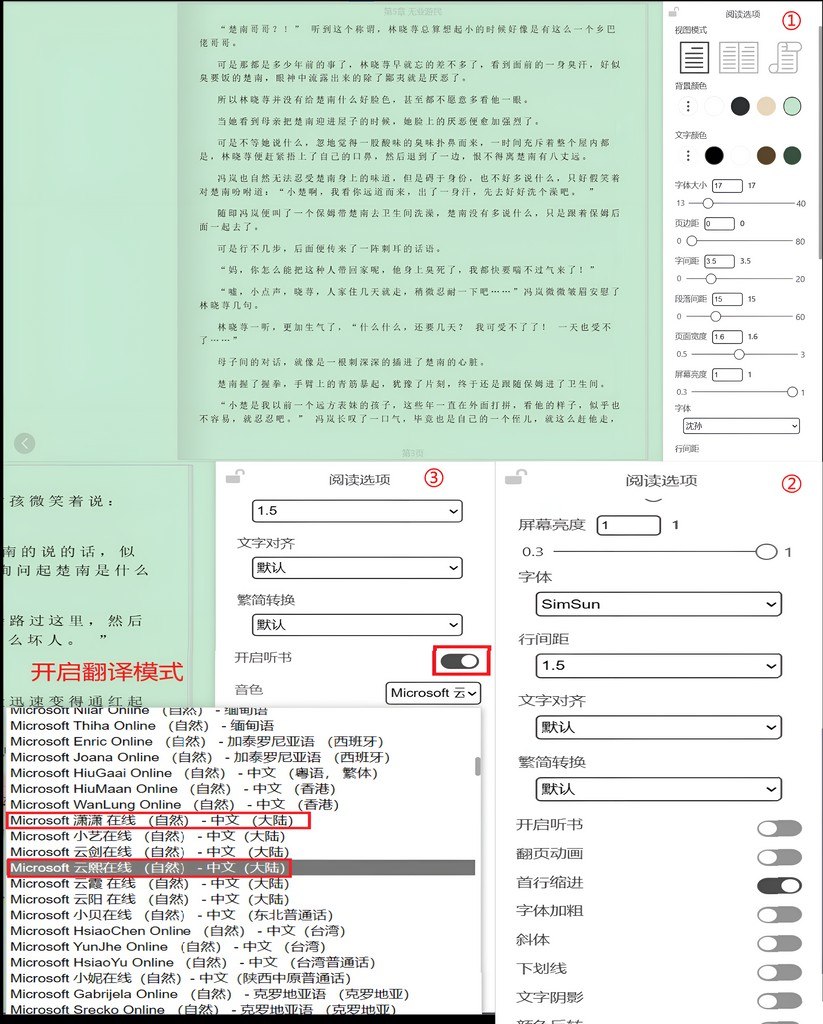 第5章 无业游民
“楚南哥哥？！” 听到这个称谓，林晓荨总算想起小的时候好像是有这么一个乡巴
佬哥哥。
可是那都是多少年前的事了，林晓荨早就忘的差不多了，看到面前的一身臭汗，好似
臭要饭的楚南，眼神中流露出来的除了鄙夷就是厌恶了。
所以林晓荨并没有给楚南什么好脸色，甚至都不愿意多看他一眼。
当她看到母亲把楚南迎进屋子的时候，她脸上的厌恶便愈加强烈了。
可是不等她说什么，忽地觉得一股酸味的臭味扑鼻而来，一时间充斥着整个屋内都
是，林晓荨便赶紧捂上了自己的口鼻，然后退到了一边，恨不得离楚南有八丈远。
冯岚也自然无法忍受楚南身上的味道，但是碍于身份，也不好多说什么，只好假笑着
对楚南吩咐道：“小楚啊，我看你远道而来，出了一身汗，先去好好洗个澡吧。 ”
随即冯岚便叫了一个保姆带楚南去卫生间洗澡，楚南没有多说什么，只是跟着保姆后
面一起去了。
可是行不几步，后面便传来了一阵刺耳的话语。
“妈，你怎么能把这种人带回家呢，他身上臭死了，我都快要喘不过气来了！”
“嘘，小点声，晓荨，人家住几天就走，稍微忍耐一下吧……”冯岚微微皱眉安慰了
林晓荨几句。
林晓荨一听，更加生气了，“什么什么，还要几天？ 我可受不了了！ 一天也受不
了……”
母子间的对话，就像是一根刺深深的插进了楚南的心脏。
楚南握了握拳，手臂上的青筋暴起，犹豫了片刻，终于还是跟随保姆进了卫生间。
“小楚是我以前一个远方表妹的孩子，这些年一直在外面打拼，看他的样子，似乎也
不容易，就忍忍吧。” 冯岚长叹了一口气，毕竟也是自己的一个侄儿，就这么赶他走，
第3页
阅读选项
①
视图模式
背景颜色
文字颜色
字体大小 17 17
13 40
页边距 0 0
0 80
字间距 3.5 3.5
0 20
段落间距 15 15
0 60
页面宽度 1.6 1.6
0.5 3
屏幕亮度 1 1
0.3 1
字体
沈孙
行间距
孩微笑着说：
南的说的话，似
询问起楚南是什么
路过这里，然后
么坏人。 ”
开启翻译模式
迅速变得通红起
阅读选项
③
1.5
文字对齐
默认
繁简转换
默认
开启听书
音色
Microsoft 云
Microsoft Nilar Online （自然） - 缅甸语
Microsoft Thiha Online （自然） - 缅甸语
Microsoft Enric Online （自然） - 加泰罗尼亚语 （西班牙）
Microsoft Joana Online （自然） - 加泰罗尼亚语 （西班牙）
Microsoft HiuGaai Online （自然） - 中文 （粤语， 繁体）
Microsoft HiuMaan Online （自然） - 中文 （香港）
Microsoft WanLung Online （自然） - 中文 （香港）
Microsoft 潇潇 在线 （自然） - 中文 （大陆）
Microsoft 小艺在线 （自然） - 中文 （大陆）
Microsoft 云剑在线 （自然） - 中文 （大陆）
Microsoft 云熙在线 （自然） - 中文 （大陆）
Microsoft 云霞 在线 （自然） - 中文 （大陆）
Microsoft 云阳 在线 （自然） - 中文 （大陆）
Microsoft 小贝在线 （自然） - 中文 （东北普通话）
Microsoft HsiaoChen Online （自然） - 中文 （台湾）
Microsoft YunJhe Online （自然） - 中文 （台湾）
Microsoft HsiaoYu Online （自然） - 中文 （台湾普通话）
Microsoft 小妮在线（自然） - 中文 （陕西中原普通话）
Microsoft Gabrijela Online （自然） - 克罗地亚语 （克罗地亚）
Microsoft Srecko Online （自然） - 克罗地亚语 （克罗地亚）
阅读选项
②
屏幕亮度 1 1
0.3 1
字体
SimSun
行间距
1.5
文字对齐
默认
繁简转换
默认
开启听书
翻页动画
首行缩进
字体加粗
斜体
下划线
文字阴影